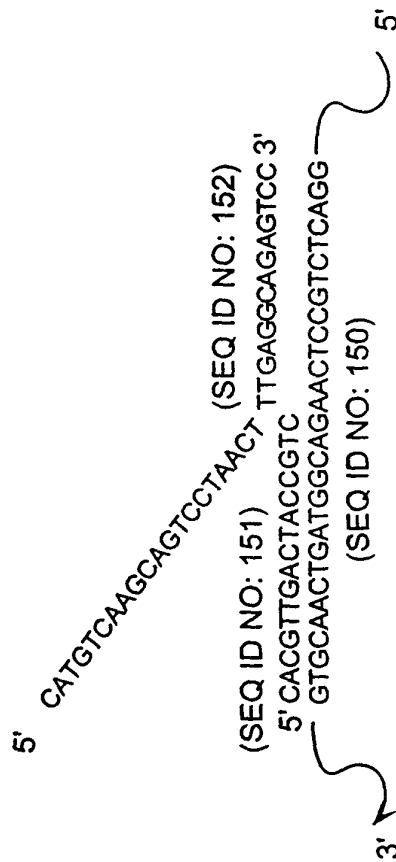 5'
CATGTCAAGCAGTCCTAACT
(SEQ ID NO: 152)
TTGAGGCAGAGTCC 3'
(SEQ ID NO: 151)
5' CACGTTGACTACCGTC
GTGCAACTGATGGCAGAACTCCGTCTCAGG
(SEQ ID NO: 150)
3'
5'